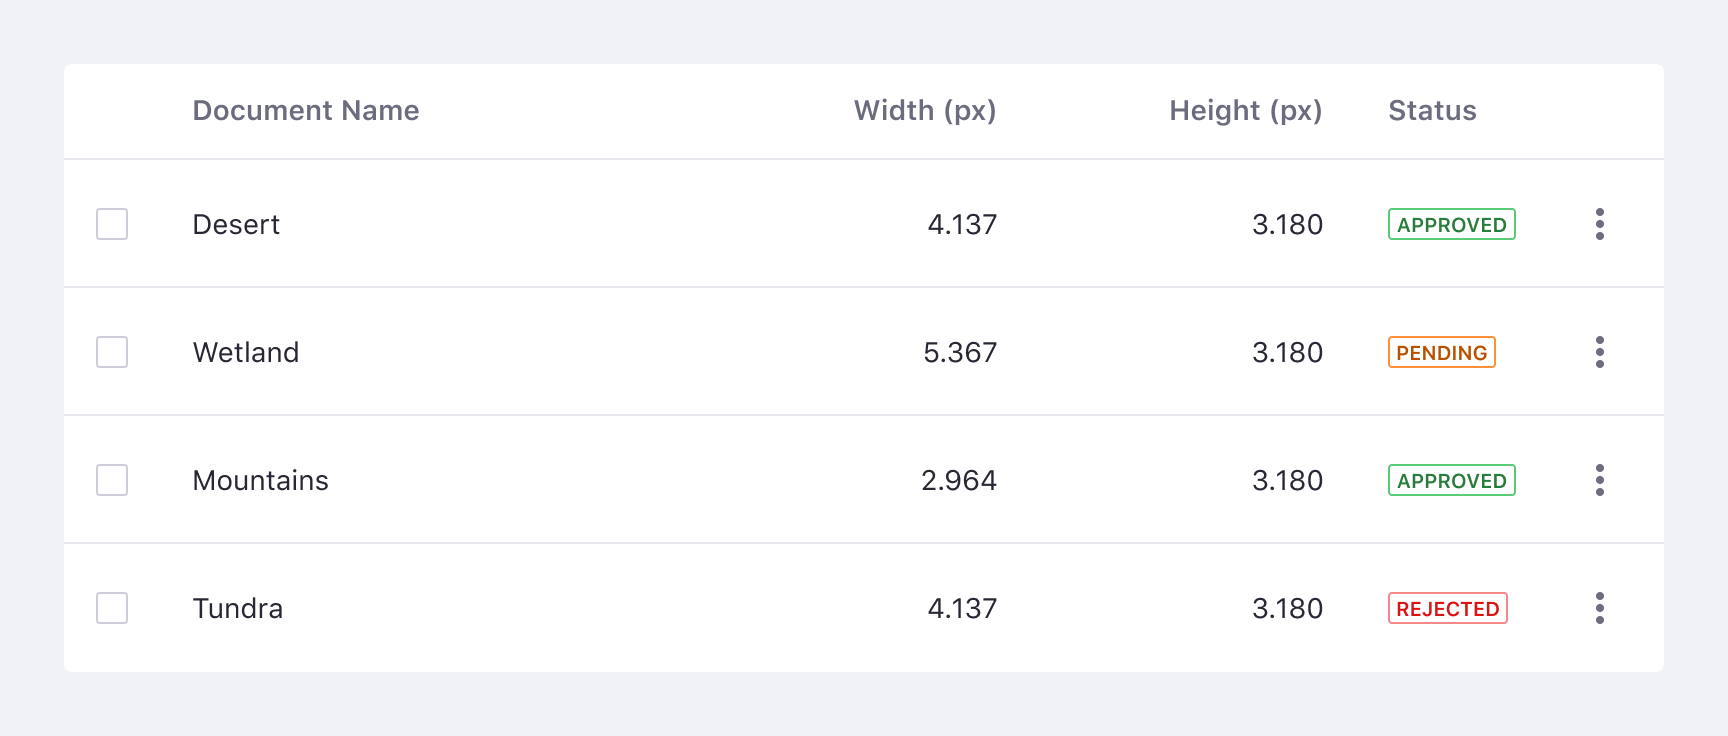 Document Name Width (px) Height (px) Status
Desert 4.137 3.180 APPROVED
Wetland 5.367 3.180 PENDING
Mountains 2.964 3.180 APPROVED
Tundra 4.137 3.180 REJECTED